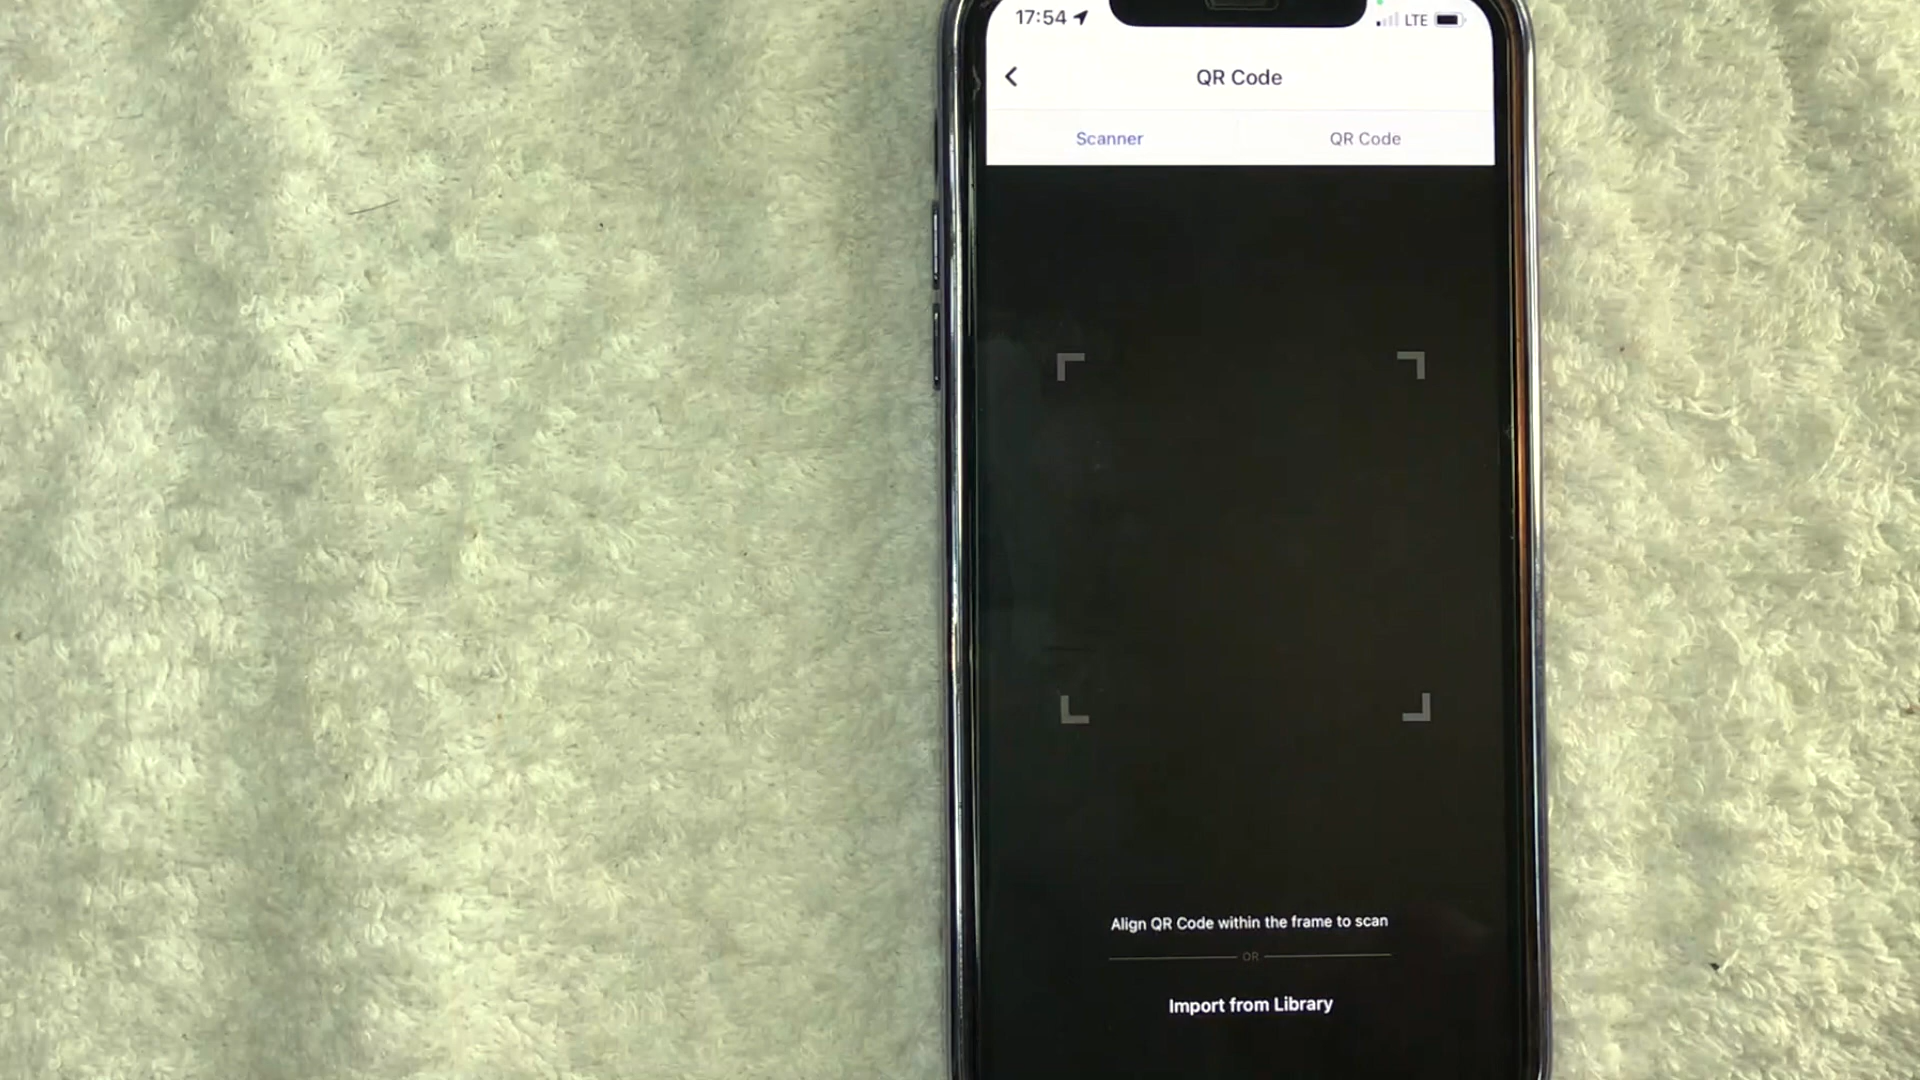 17:54
LTE
QR Code
Scanner
QR Code
Align QR Code within the frame to scan
OR
Import from Library